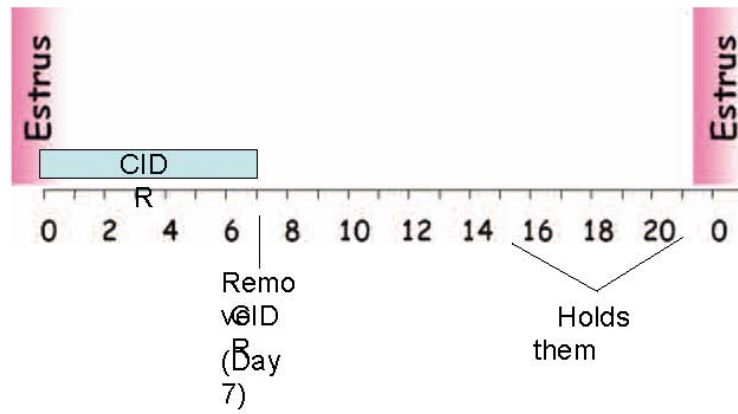 Estrus
Estrus
CID
R
0 2 4 6 8 10 12 14 16 18 20 0
Remo
ve CID
R
(Day
7)
Holds
them